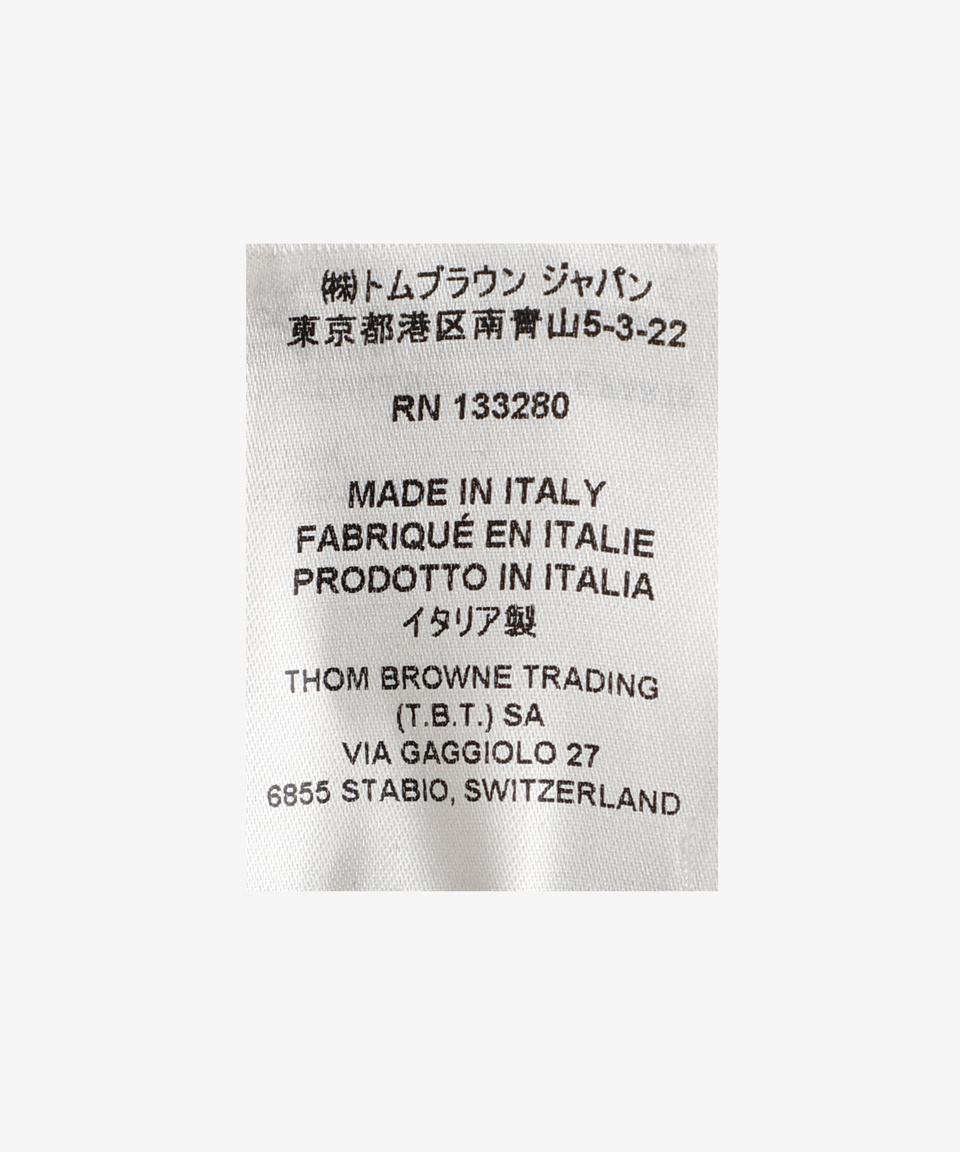 ㈱トムブラウン ジャパン
東京都港区南青山5-3-22
RN 133280
MADE IN ITALY
FABRIQUÉ EN ITALIE
PRODOTTO IN ITALIA
イタリア製
THOM BROWNE TRADING
(T.B.T.) SA
VIA GAGGIOLO 27
6855 STABIO, SWITZERLAND